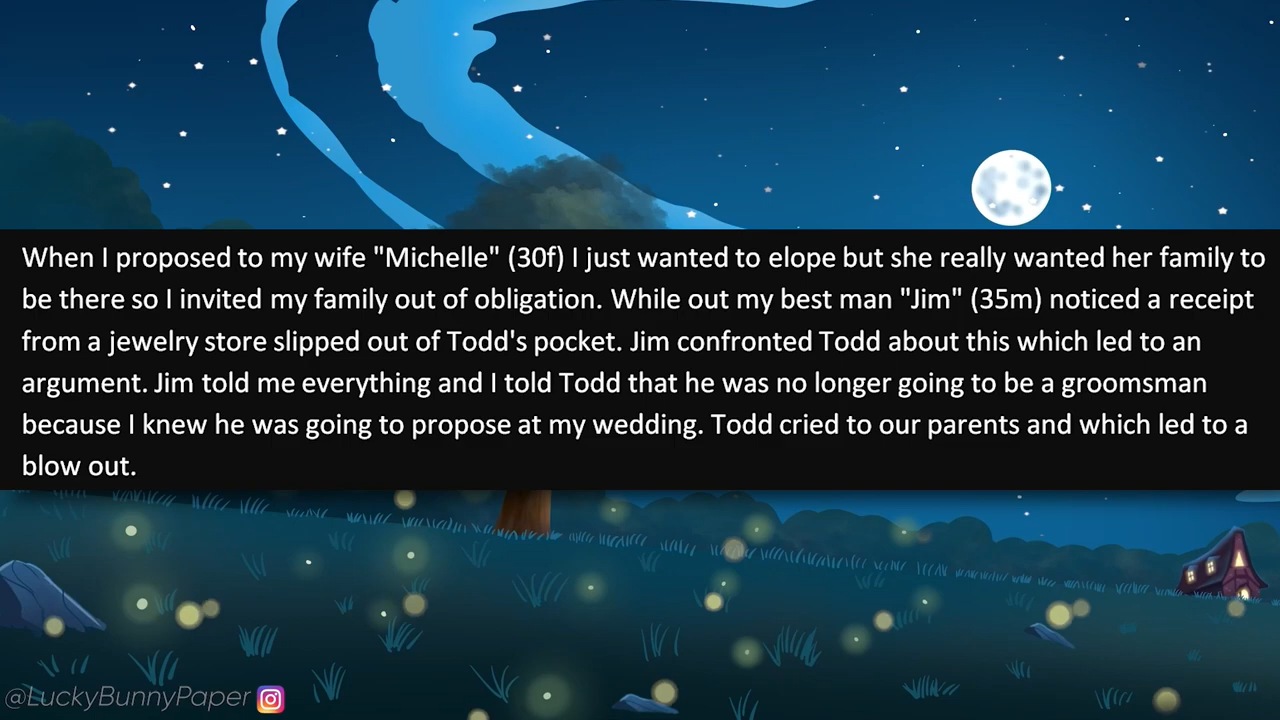 When I proposed to my wife "Michelle" (30f) I just wanted to elope but she really wanted her family to
be there so I invited my family out of obligation. While out my best man "Jim" (35m) noticed a receipt
from a jewelry store slipped out of Todd's pocket. Jim confronted Todd about this which led to an
argument. Jim told me everything and I told Todd that he was no longer going to be a groomsman
because I knew he was going to propose at my wedding. Todd cried to our parents and which led to a
blow out.
@LuckyBunnyPaper